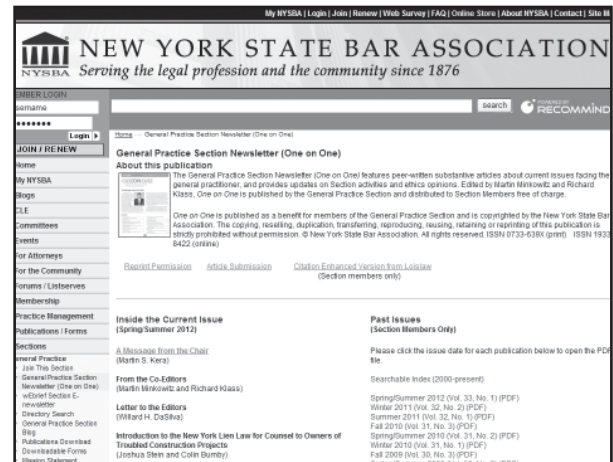 My NYSBA | Login | Join | Renew | Web Survey | FAQ | Online Store | About NYSBA | Contact | Site M
NYSBA
NEW YORK STATE BAR ASSOCIATION
Serving the legal profession and the community since 1876
EMBER LOGIN
sername
Login
search
POWERED BY
RECOMMIND
JOIN / RENEW
Home
My NYSBA
Blogs
CLE
Committees
Events
For Attorneys
For the Community
Forums / Listserves
Membership
Practice Management
Publications / Forms
Sections
eneral Practice
Join This Section
General Practice Section
Newsletter (One on One)
wEbrief Section E-
newsletter
Directory Search
General Practice Section
Blog
Publications Download
Downloadable Forms
Mission Statement
Home — General Practice Section Newsletter (One on One)
General Practice Section Newsletter (One on One)
About this publication
The General Practice Section Newsletter (One on One) features peer-written substantive articles about current issues facing the
general practitioner, and provides updates on Section activities and ethics opinions. Edited by Martin Minkowitz and Richard
Klass, One on One is published by the General Practice Section and distributed to Section Members free of charge.
One on One is published as a benefit for members of the General Practice Section and is copyrighted by the New York State Bar
Association. The copying, reselling, duplication, transferring, reproducing, reusing, retaining or reprinting of this publication is
strictly prohibited without permission. © New York State Bar Association. All rights reserved. ISSN 0733-639X (print) ISSN 1933
8422 (online)
Reprint Permission Article Submission Citation Enhanced Version from Loislaw
(Section members only)
Inside the Current Issue
(Spring/Summer 2012)
A Message from the Chair
(Martin S. Kera)
From the Co-Editors
(Martin Minkowitz and Richard Klass)
Letter to the Editors
(Willard H. DaSilva)
Introduction to the New York Lien Law for Counsel to Owners of
Troubled Construction Projects
(Joshua Stein and Colin Bumby)
Past Issues
(Section Members Only)
Please click the issue date for each publication below to open the PDF
file.
Searchable Index (2000-present)
Spring/Summer 2012 (Vol. 33, No. 1) (PDF)
Winter 2011 (Vol. 32, No. 2) (PDF)
Summer 2011 (Vol. 32, No. 1) (PDF)
Fall 2010 (Vol. 31, No. 3) (PDF)
Spring/Summer 2010 (Vol. 31, No. 2) (PDF)
Winter 2010 (Vol. 31, No. 1) (PDF)
Fall 2009 (Vol. 30, No. 3) (PDF)